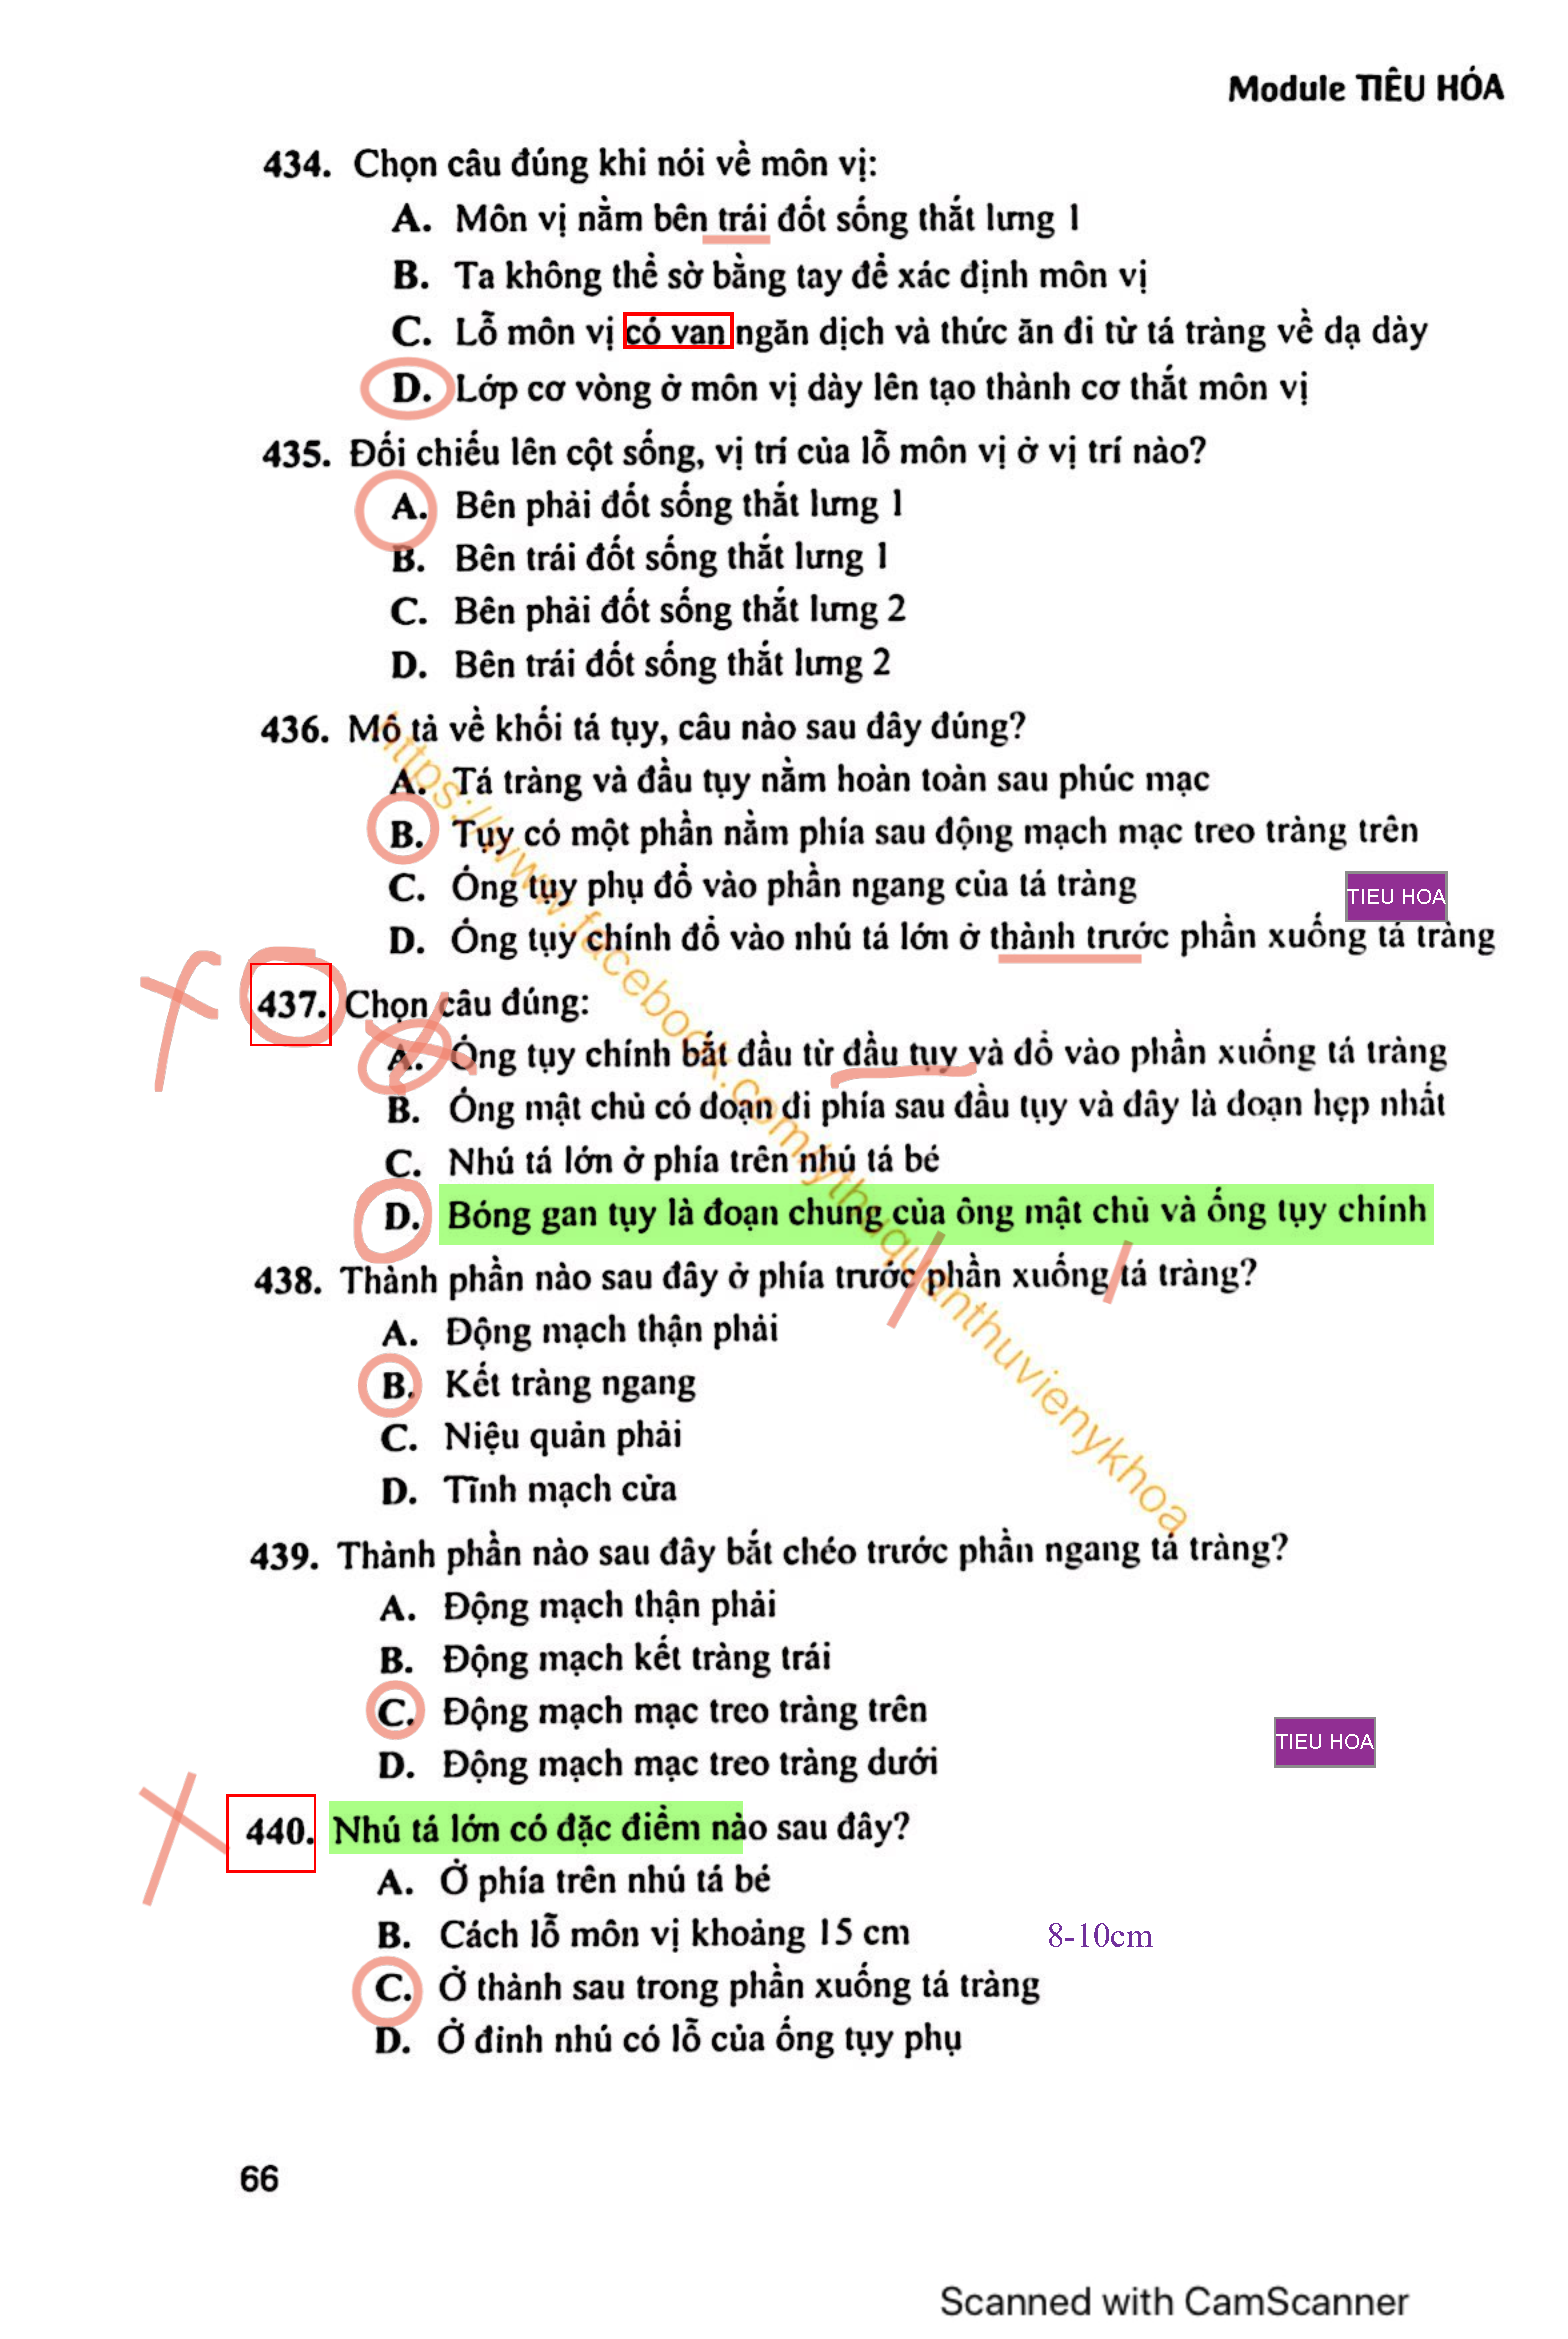 Module TIÊU HÓA
434. Chọn câu đúng khi nói về môn vị:
A. Môn vị nằm bên trái đốt sống thắt lưng 1
B. Ta không thể sờ bằng tay để xác định môn vị
C. Lỗ môn vị có van ngăn dịch và thức ăn đi từ tá tràng về dạ dày
D. Lớp cơ vòng ở môn vị dày lên tạo thành cơ thắt môn vị
435. Đối chiếu lên cột sống, vị trí của lỗ môn vị ở vị trí nào?
A. Bên phải đốt sống thắt lưng 1
B. Bên trái đốt sống thắt lưng 1
C. Bên phải đốt sống thắt lưng 2
D. Bên trái đốt sống thắt lưng 2
436. Mô tả về khối tá tụy, câu nào sau đây đúng?
A. Tá tràng và đầu tụy nằm hoàn toàn sau phúc mạc
B. Tụy có một phần nằm phía sau động mạch mạc treo tràng trên
C. Ống tụy phụ đổ vào phần ngang của tá tràng
TIEU HOA
D. Ống tụy chính đổ vào nhú tá lớn ở thành trước phần xuống tá tràng
437. Chọn câu đúng:
A. Ống tụy chính bắt đầu từ đầu tụy và đổ vào phần xuống tá tràng
B. Ống mật chủ có đoạn đi phía sau đầu tụy và đây là đoạn hẹp nhất
C. Nhú tá lớn ở phía trên nhú tá bé
D. Bóng gan tụy là đoạn chung của ông mật chủ và ống tụy chính
438. Thành phần nào sau đây ở phía trước phần xuống tá tràng?
A. Động mạch thận phải
B. Kết tràng ngang
C. Niệu quản phải
D. Tĩnh mạch cửa
439. Thành phần nào sau đây bắt chéo trước phần ngang tá tràng?
A. Động mạch thận phải
B. Động mạch kết tràng trái
C. Động mạch mạc treo tràng trên
D. Động mạch mạc treo tràng dưới
TIEU HOA
440. Nhú tá lớn có đặc điểm nào sau đây?
A. Ở phía trên nhú tá bé
B. Cách lỗ môn vị khoảng 15 cm 8-10cm
C. Ở thành sau trong phần xuống tá tràng
D. Ở đỉnh nhú có lỗ của ống tụy phụ
https://www.facebook.com/ythuquanthuvienykhoa
66
Scanned with CamScanner